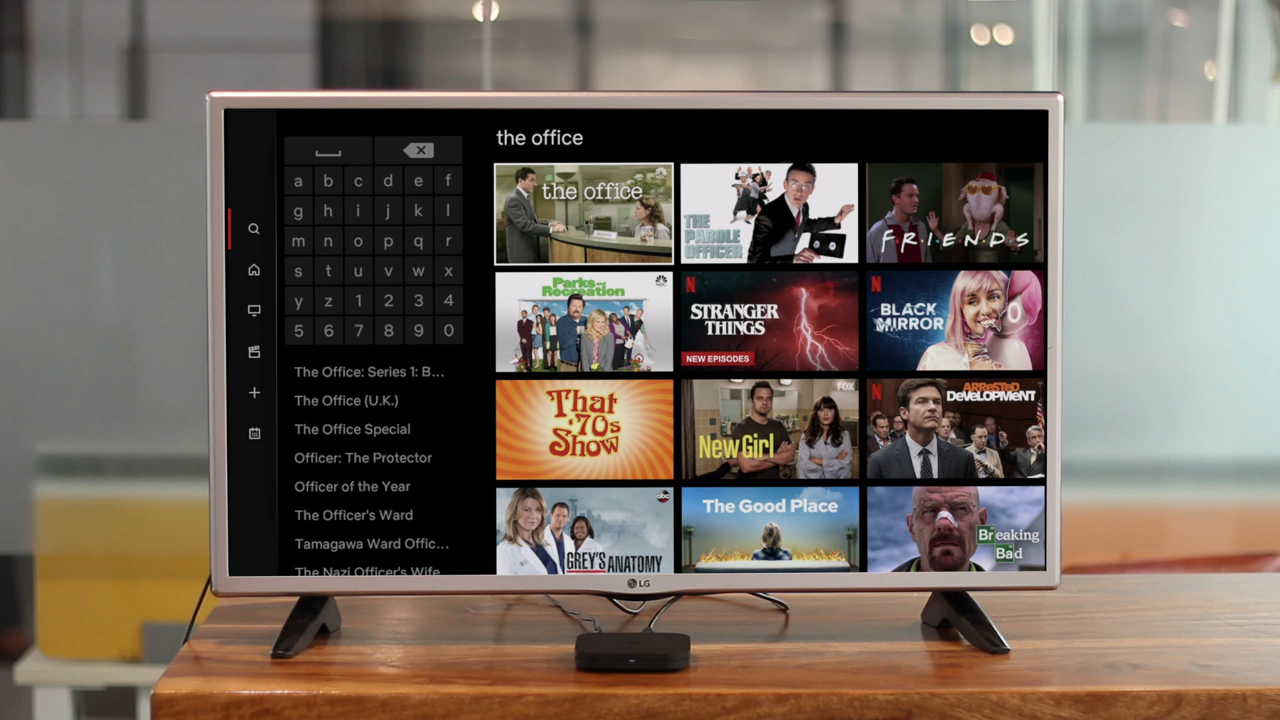 the office
a b c d e f
g h i j k l
m n o p q r
s t u v w x
y z 1 2 3 4
5 6 7 8 9 0
The Office: Series 1: B...
The Office (U.K.)
The Office Special
Officer: The Protector
Officer of the Year
The Officer's Ward
Tamagawa Ward Offic...
The Nazi Officer's Wife
the office
THE
PAROLE
OFFICER
FRIENDS
Parks and
Recreation
NBC
N
STRANGER
THINGS
NEW EPISODES
N
BLACK
MIRROR
That
'70s
Show
FOX
New Girl
N
ARRESTED
DEVELOPMENT
abc
GREY'S ANATOMY
The Good Place
Breaking
Bad
LG